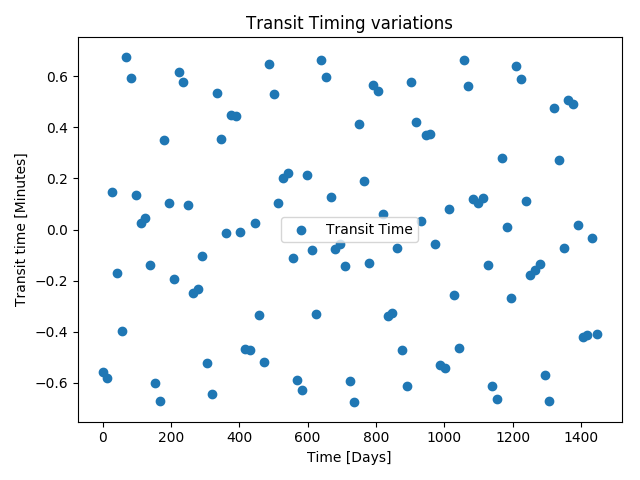 Transit Timing variations
0.6
0.4
0.2
0.0
−0.2
−0.4
−0.6
Transit time [Minutes]
Transit Time
0 200 400 600 800 1000 1200 1400
Time [Days]